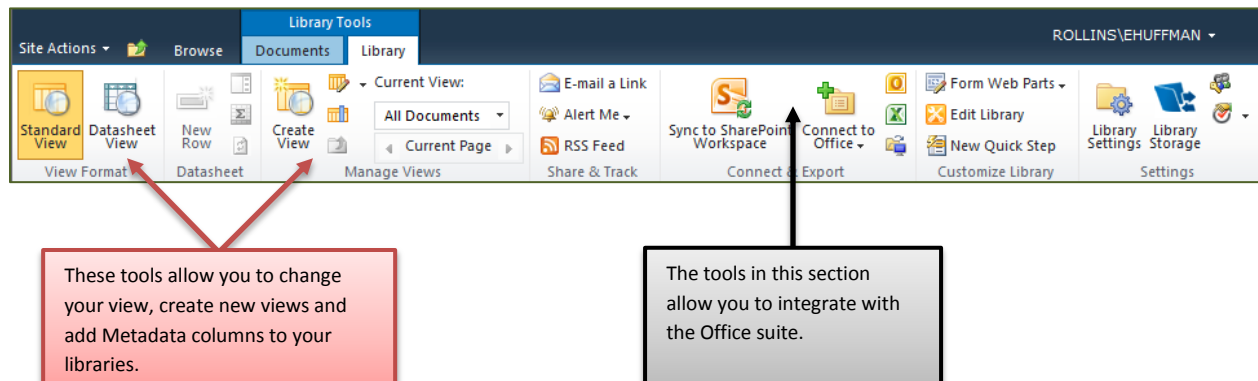 Library Tools
Site Actions
Browse
Documents
Library
ROLLINS\EHUFFMAN
Standard
View
Datasheet
View
View Format
New
Row
Datasheet
Create
View
Current View:
All Documents
Current Page
Manage Views
E-mail a Link
Alert Me
RSS Feed
Share & Track
Sync to SharePoint
Workspace
Connect to
Office
Connect & Export
Form Web Parts
Edit Library
New Quick Step
Customize Library
Library
Settings
Library
Storage
Settings
These tools allow you to change
your view, create new views and
add Metadata columns to your
libraries.
The tools in this section
allow you to integrate with
the Office suite.